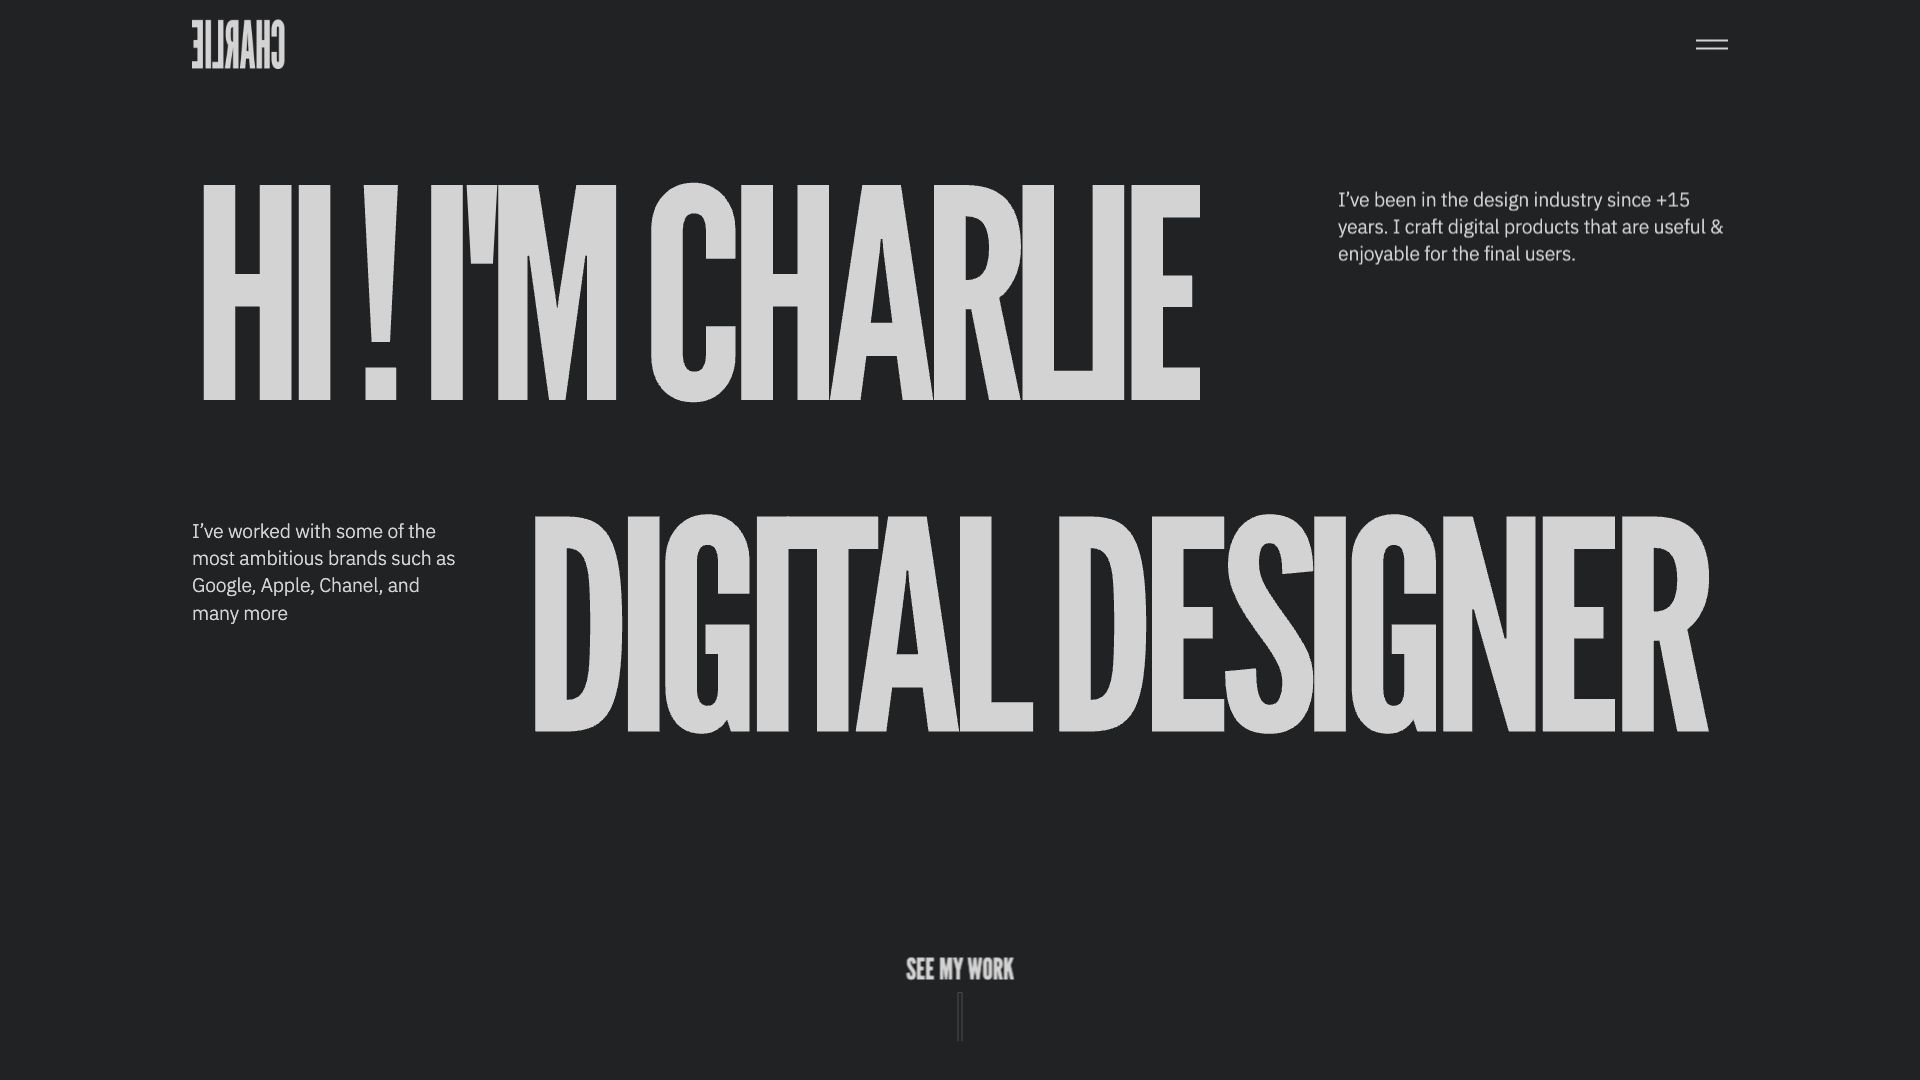 CHARLIE
HI ! I'M CHARLIE
I’ve been in the design industry since +15
years. I craft digital products that are useful &
enjoyable for the final users.
I’ve worked with some of the
most ambitious brands such as
Google, Apple, Chanel, and
many more
DIGITAL DESIGNER
SEE MY WORK